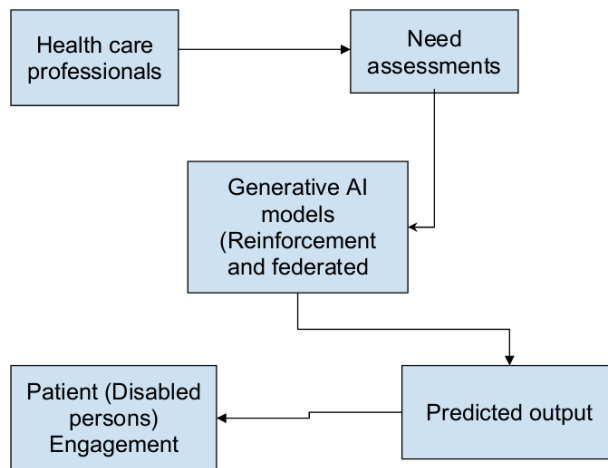 Health care
professionals
Need
assessments
Generative AI
models
(Reinforcement
and federated
Predicted output
Patient (Disabled
persons)
Engagement